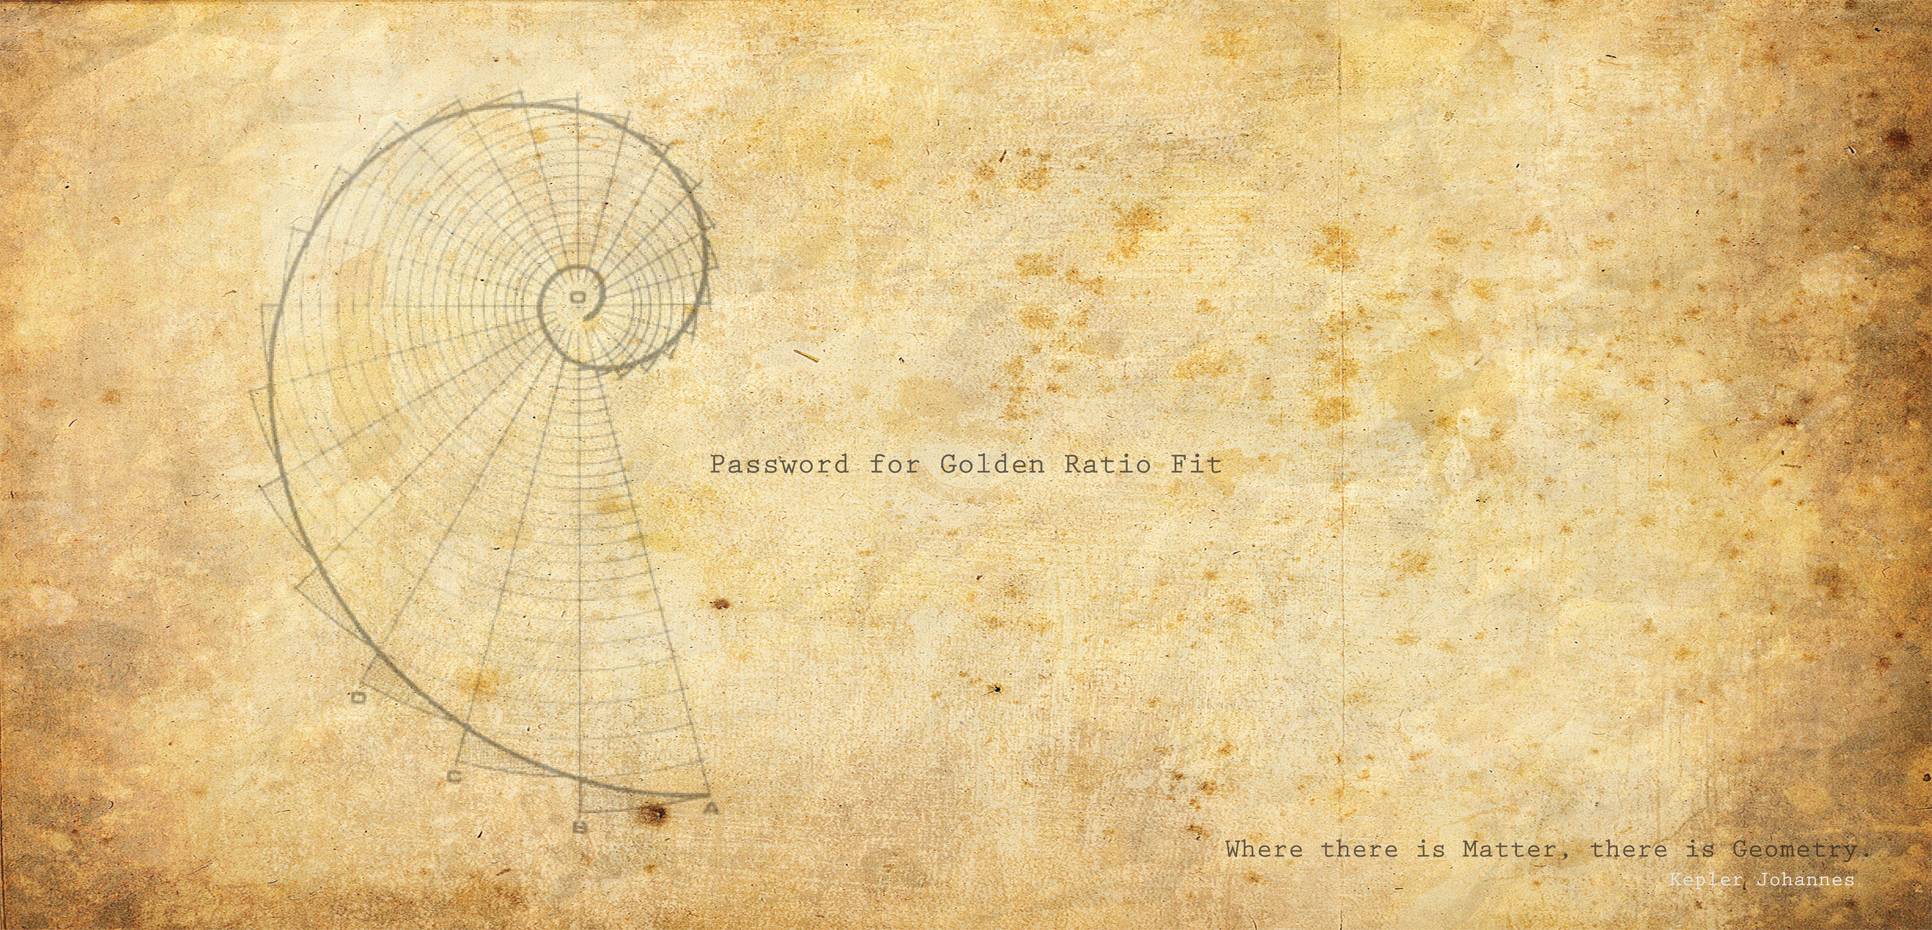 O
Password for Golden Ratio Fit
D
C
B
A
Where there is Matter, there is Geometry.
Kepler Johannes